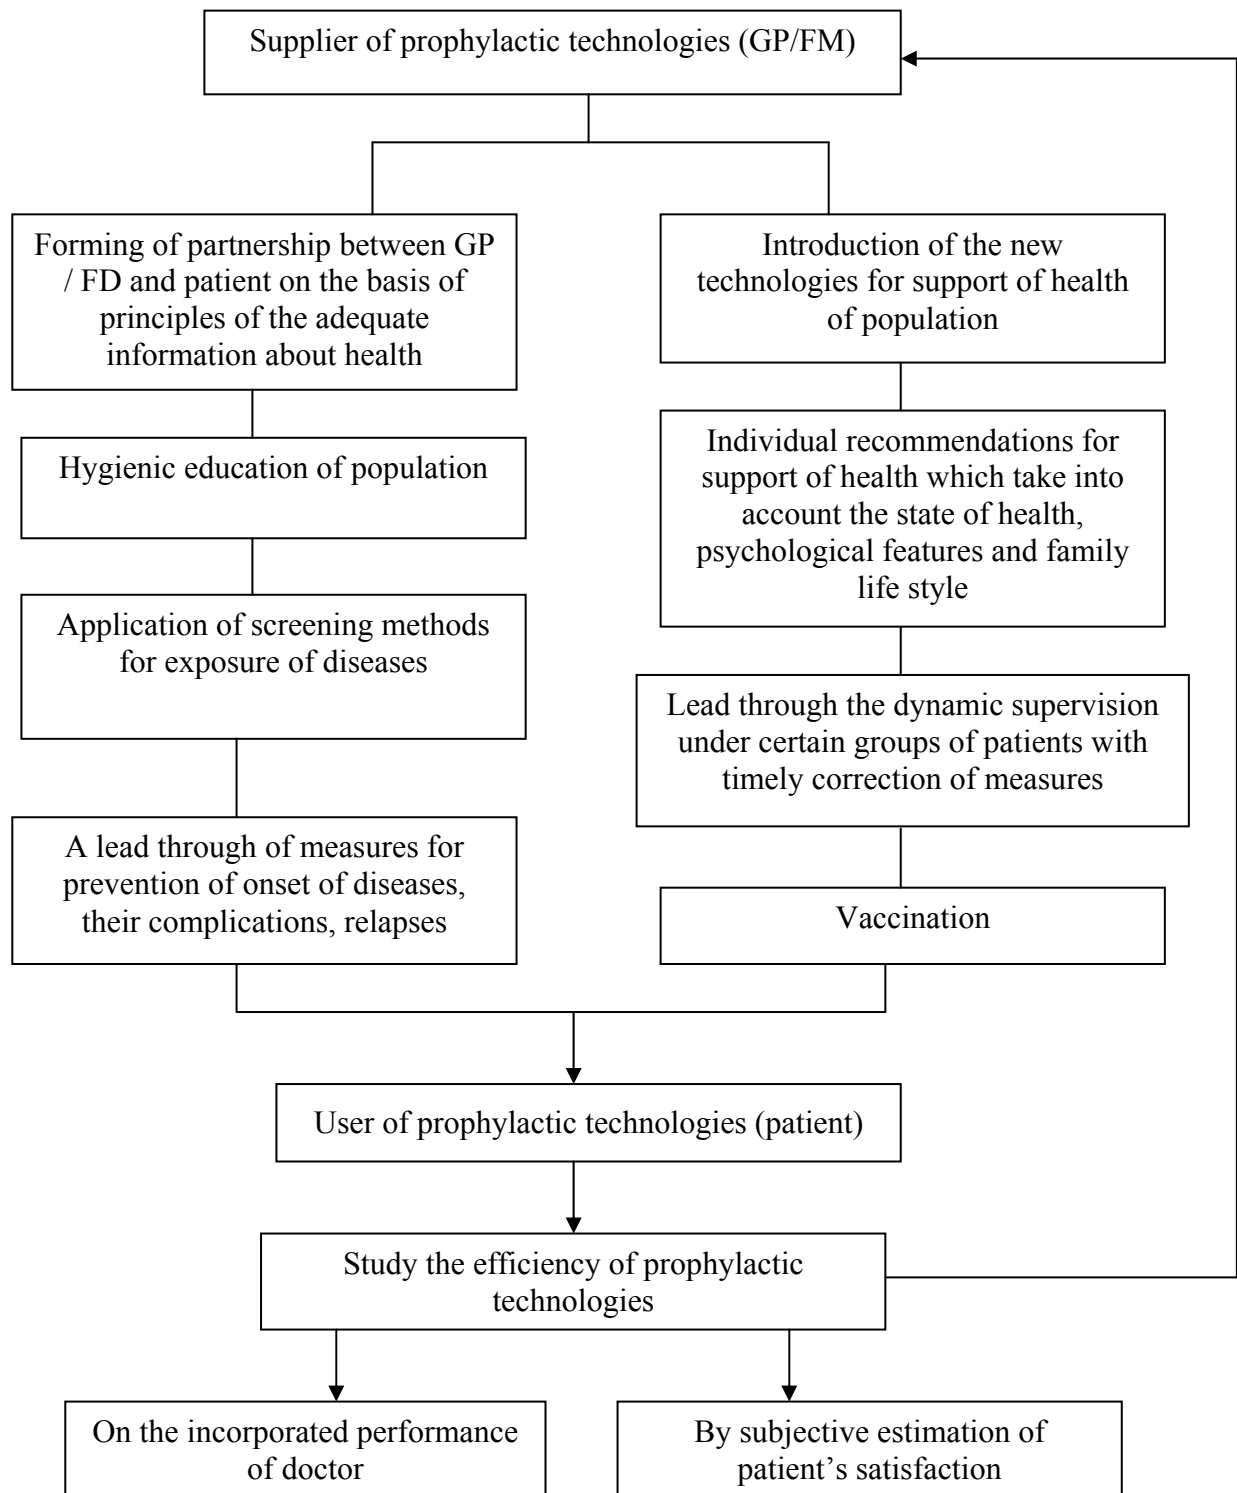 Supplier of prophylactic technologies (GP/FM)
Forming of partnership between GP
/ FD and patient on the basis of
principles of the adequate
information about health
Hygienic education of population
Application of screening methods
for exposure of diseases
A lead through of measures for
prevention of onset of diseases,
their complications, relapses
Introduction of the new
technologies for support of health
of population
Individual recommendations for
support of health which take into
account the state of health,
psychological features and family
life style
Lead through the dynamic supervision
under certain groups of patients with
timely correction of measures
Vaccination
User of prophylactic technologies (patient)
Study the efficiency of prophylactic
technologies
On the incorporated performance
of doctor
By subjective estimation of
patient’s satisfaction